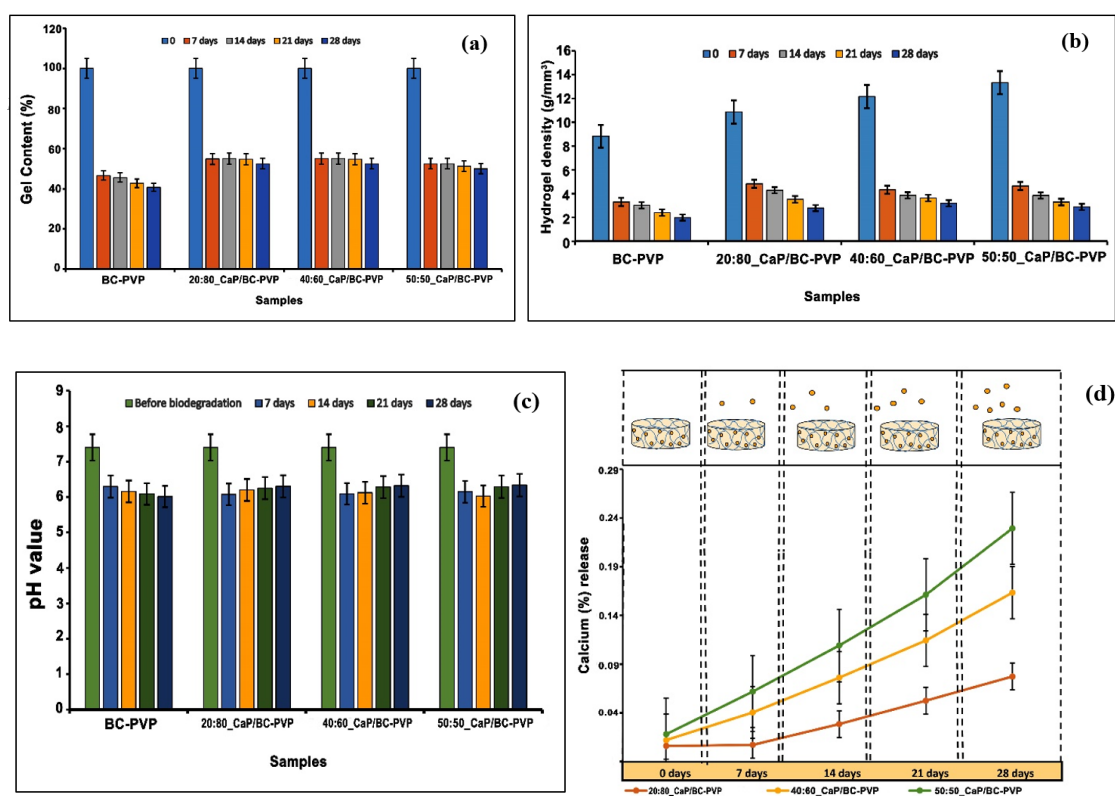 (a)
0 7 days 14 days 21 days 28 days
Gel Content (%)
120
100
80
60
40
20
0
BC-PVP 20:80_CaP/BC-PVP 40:60_CaP/BC-PVP 50:50_CaP/BC-PVP
Samples
(b)
0 7 days 14 days 21 days 28 days
Hydrogel density (g/mm³)
16
14
12
10
8
6
4
2
0
BC-PVP 20:80_CaP/BC-PVP 40:60_CaP/BC-PVP 50:50_CaP/BC-PVP
Samples
(c)
Before biodegradation 7 days 14 days 21 days 28 days
pH value
9
8
7
6
5
4
3
2
1
0
BC-PVP 20:80_CaP/BC-PVP 40:60_CaP/BC-PVP 50:50_CaP/BC-PVP
Samples
(d)
Calcium (%) release
0.29
0.24
0.19
0.14
0.09
0.04
0 days 7 days 14 days 21 days 28 days
20:80_CaP/BC-PVP 40:60_CaP/BC-PVP 50:50_CaP/BC-PVP